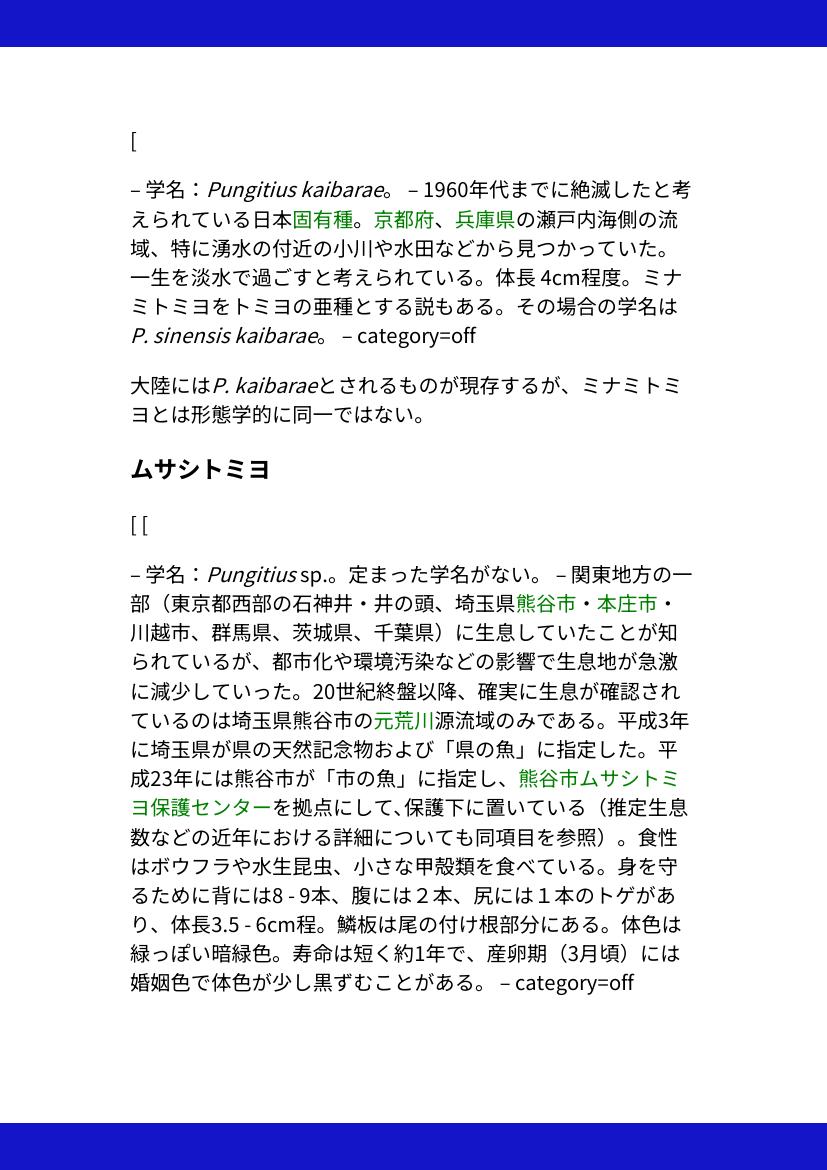 [
– 学名：Pungitius kaibarae。 – 1960年代までに絶滅したと考
えられている日本固有種。京都府、兵庫県の瀬戸内海側の流
域、特に湧水の付近の小川や水田などから見つかっていた。
一生を淡水で過ごすと考えられている。体長 4cm程度。ミナ
ミトミヨをトミヨの亜種とする説もある。その場合の学名は
P. sinensis kaibarae。 – category=off
大陸にはP. kaibaraeとされるものが現存するが、ミナミトミ
ヨとは形態学的に同一ではない。
ムサシトミヨ
[ [
– 学名：Pungitius sp.。定まった学名がない。 – 関東地方の一
部（東京都西部の石神井・井の頭、埼玉県熊谷市・本庄市・
川越市、群馬県、茨城県、千葉県）に生息していたことが知
られているが、都市化や環境汚染などの影響で生息地が急激
に減少していった。20世紀終盤以降、確実に生息が確認され
ているのは埼玉県熊谷市の元荒川源流域のみである。平成3年
に埼玉県が県の天然記念物および「県の魚」に指定した。平
成23年には熊谷市が「市の魚」に指定し、熊谷市ムサシトミ
ヨ保護センターを拠点にして、保護下に置いている（推定生息
数などの近年における詳細についても同項目を参照）。食性
はボウフラや水生昆虫、小さな甲殻類を食べている。身を守
るために背には8 - 9本、腹には２本、尻には１本のトゲがあ
り、体長3.5 - 6cm程。鱗板は尾の付け根部分にある。体色は
緑っぽい暗緑色。寿命は短く約1年で、産卵期（3月頃）には
婚姻色で体色が少し黒ずむことがある。 – category=off